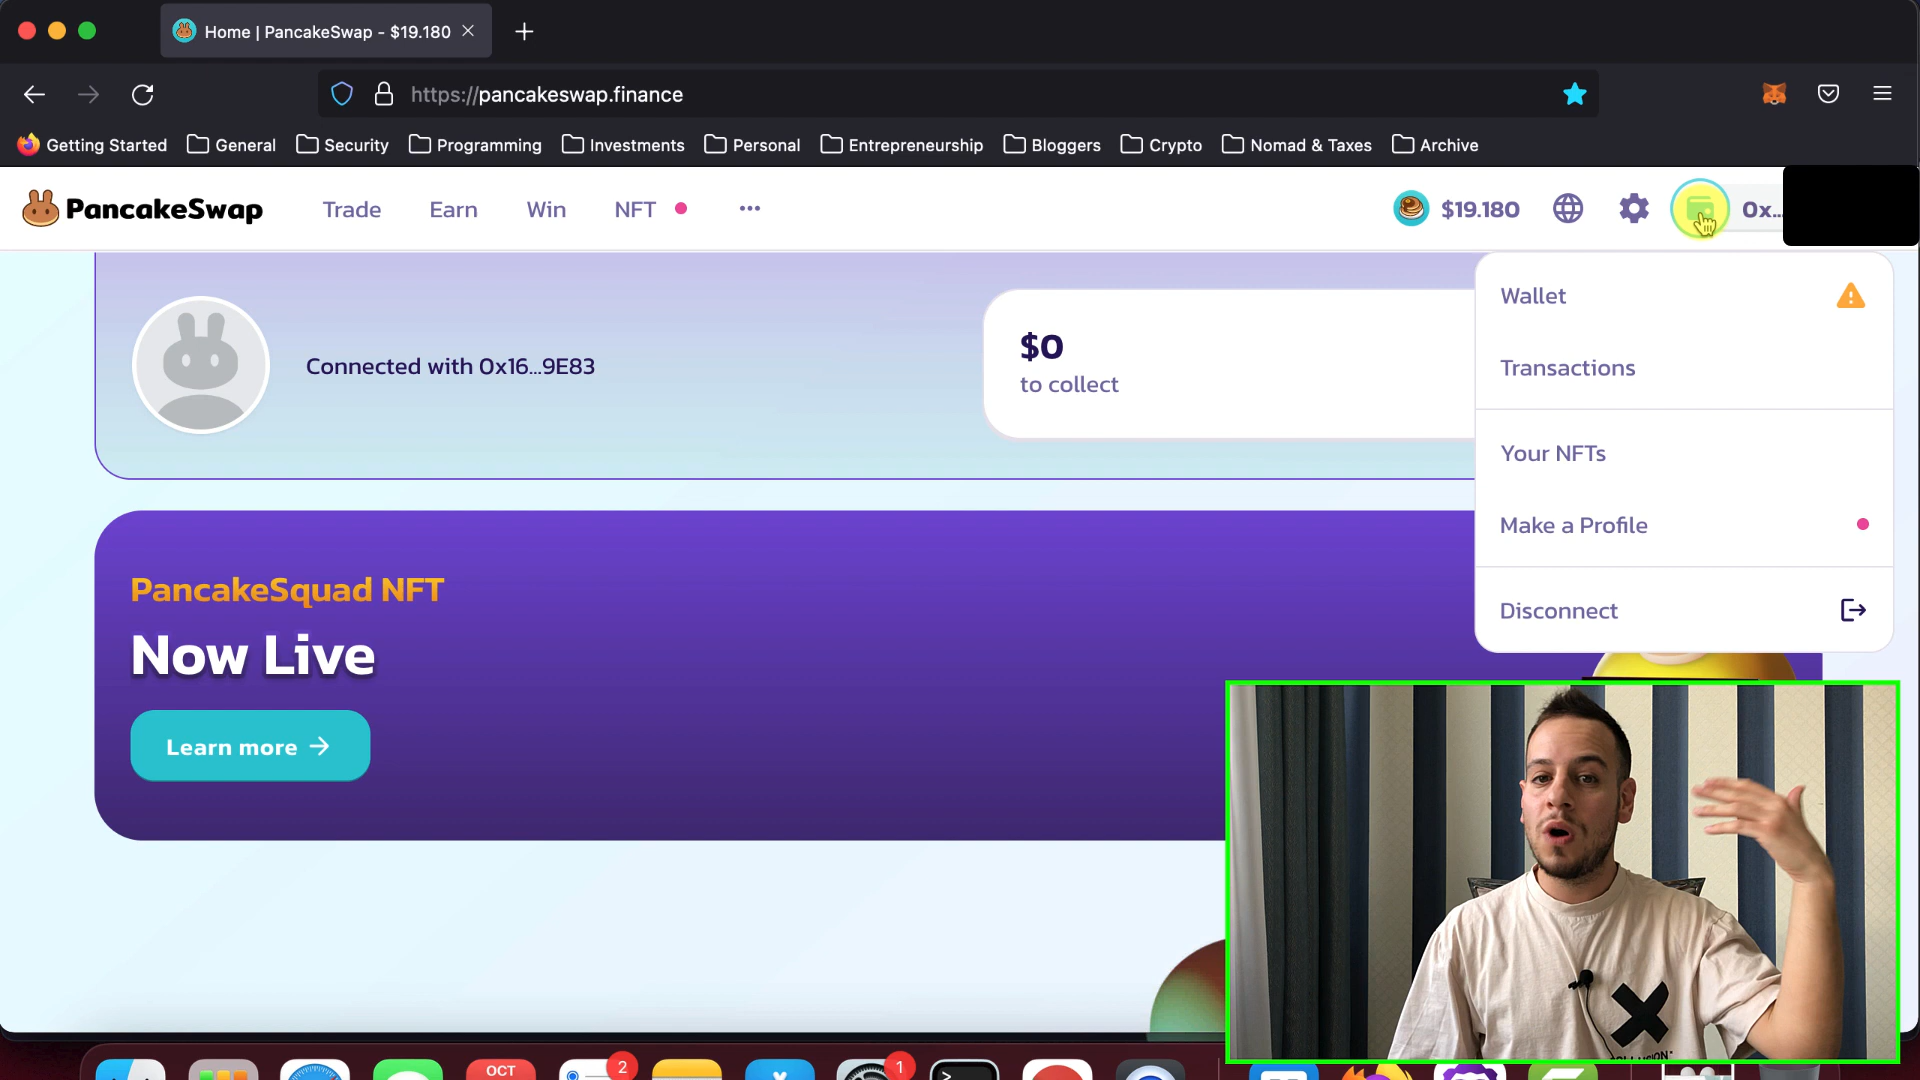 Home | PancakeSwap - $19.180
https://pancakeswap.finance
Getting Started General Security Programming Investments Personal Entrepreneurship Bloggers Crypto Nomad & Taxes Archive
PancakeSwap Trade Earn Win NFT $19.180 0x...
Wallet
Transactions
Your NFTs
Make a Profile
Disconnect
Connected with 0x16...9E83
$0
to collect
PancakeSquad NFT
Now Live
Learn more
OCT
2
1